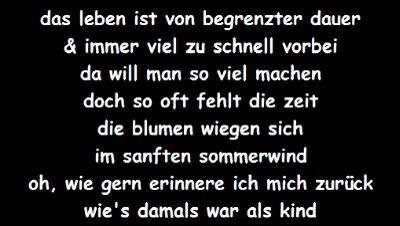 das leben ist von begrenzter dauer
& immer viel zu schnell vorbei
da will man so viel machen
doch so oft fehlt die zeit
die blumen wiegen sich
im sanften sommerwind
oh, wie gern erinnere ich mich zurück
wie's damals war als kind